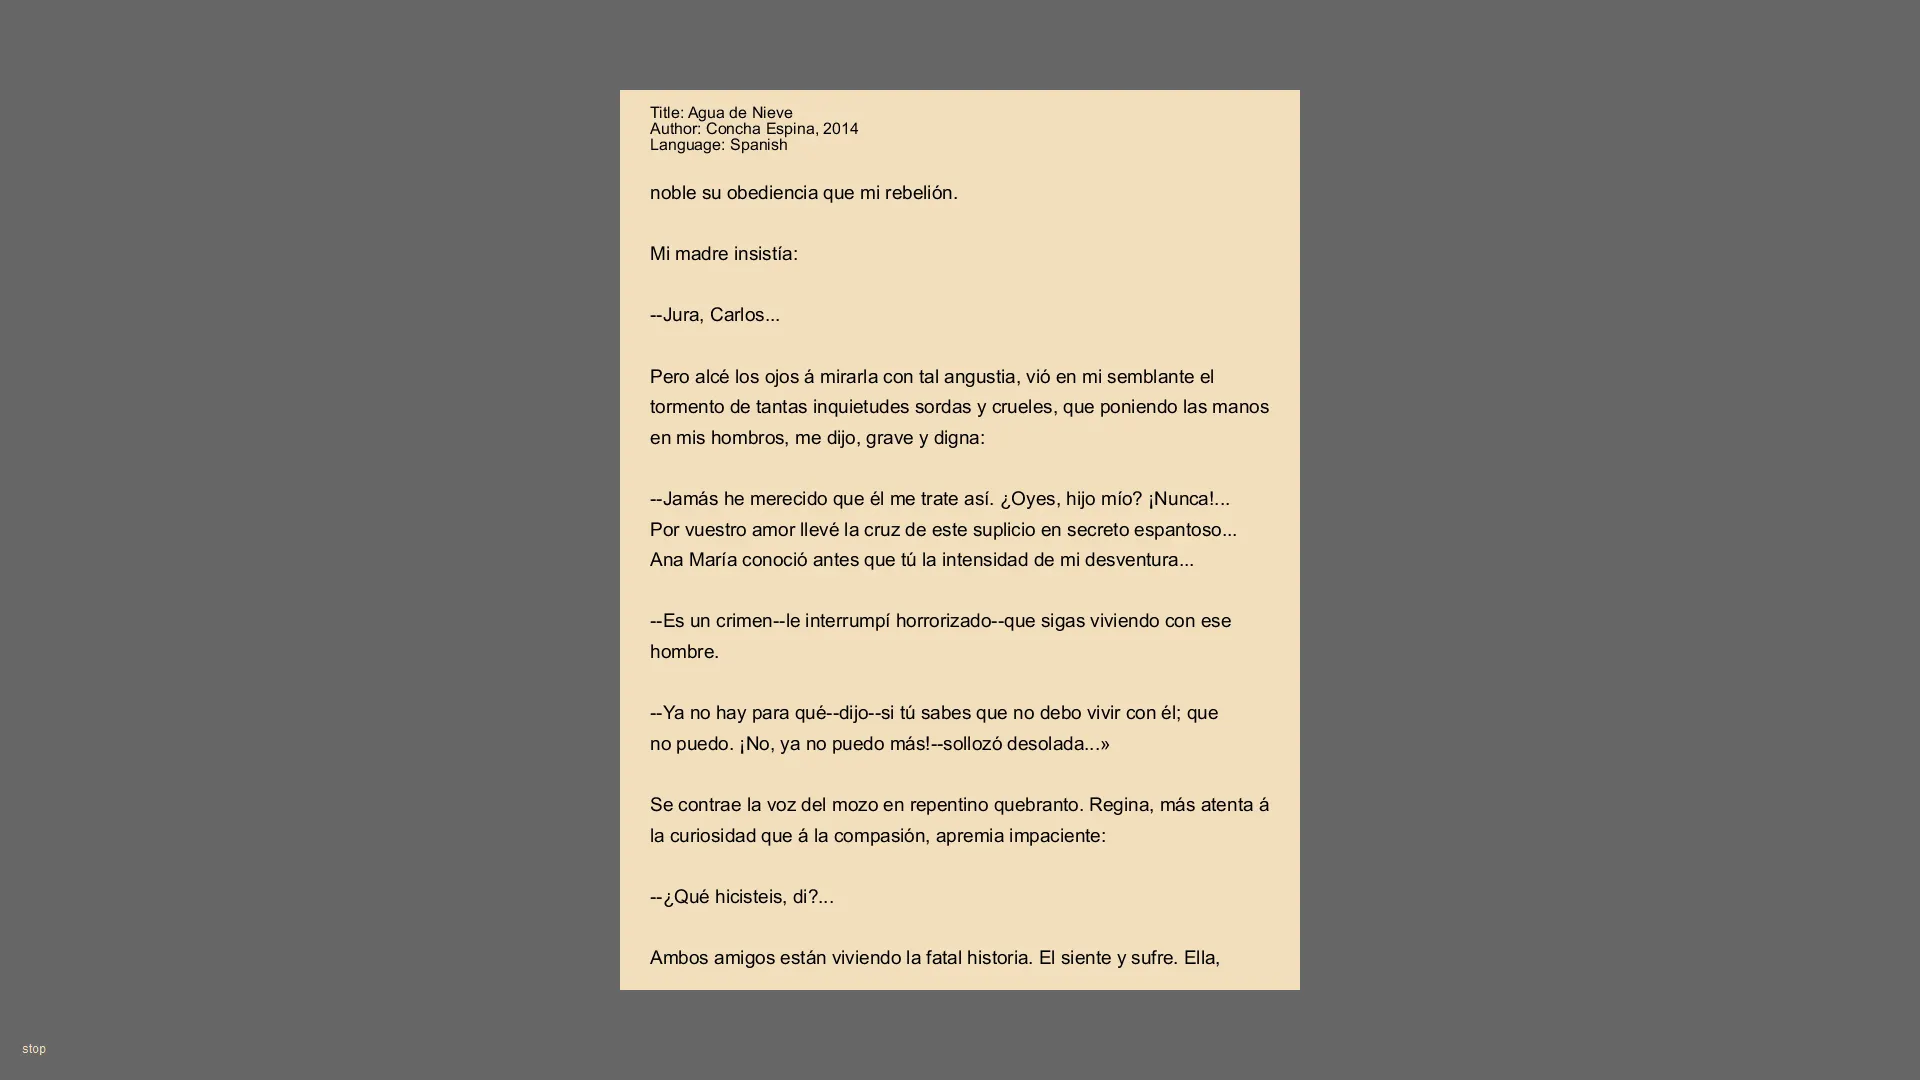 Title: Agua de Nieve
Author: Concha Espina, 2014
Language: Spanish
noble su obediencia que mi rebelión.
Mi madre insistía:
--Jura, Carlos...
Pero alcé los ojos á mirarla con tal angustia, vió en mi semblante el
tormento de tantas inquietudes sordas y crueles, que poniendo las manos
en mis hombros, me dijo, grave y digna:
--Jamás he merecido que él me trate así. ¿Oyes, hijo mío? ¡Nunca!...
Por vuestro amor llevé la cruz de este suplicio en secreto espantoso...
Ana María conoció antes que tú la intensidad de mi desventura...
--Es un crimen--le interrumpí horrorizado--que sigas viviendo con ese
hombre.
--Ya no hay para qué--dijo--si tú sabes que no debo vivir con él; que
no puedo. ¡No, ya no puedo más!--sollozó desolada...»
Se contrae la voz del mozo en repentino quebranto. Regina, más atenta á
la curiosidad que á la compasión, apremia impaciente:
--¿Qué hicisteis, di?...
Ambos amigos están viviendo la fatal historia. El siente y sufre. Ella,
stop